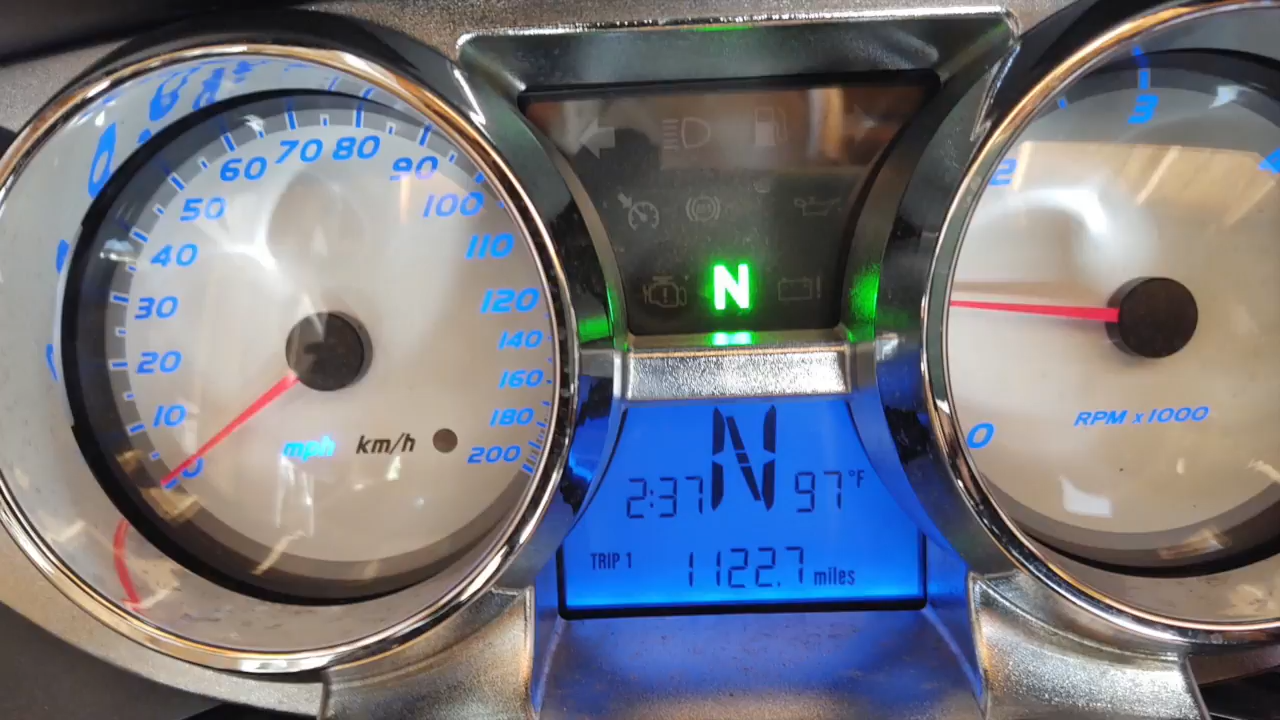 70 80
60 90
50 100
40 110
30 120
20 140
160
10 180
0 mph km/h 200
N
N
2:37 97°F
TRIP 1 1122.7 miles
3
2
RPM x1000
0